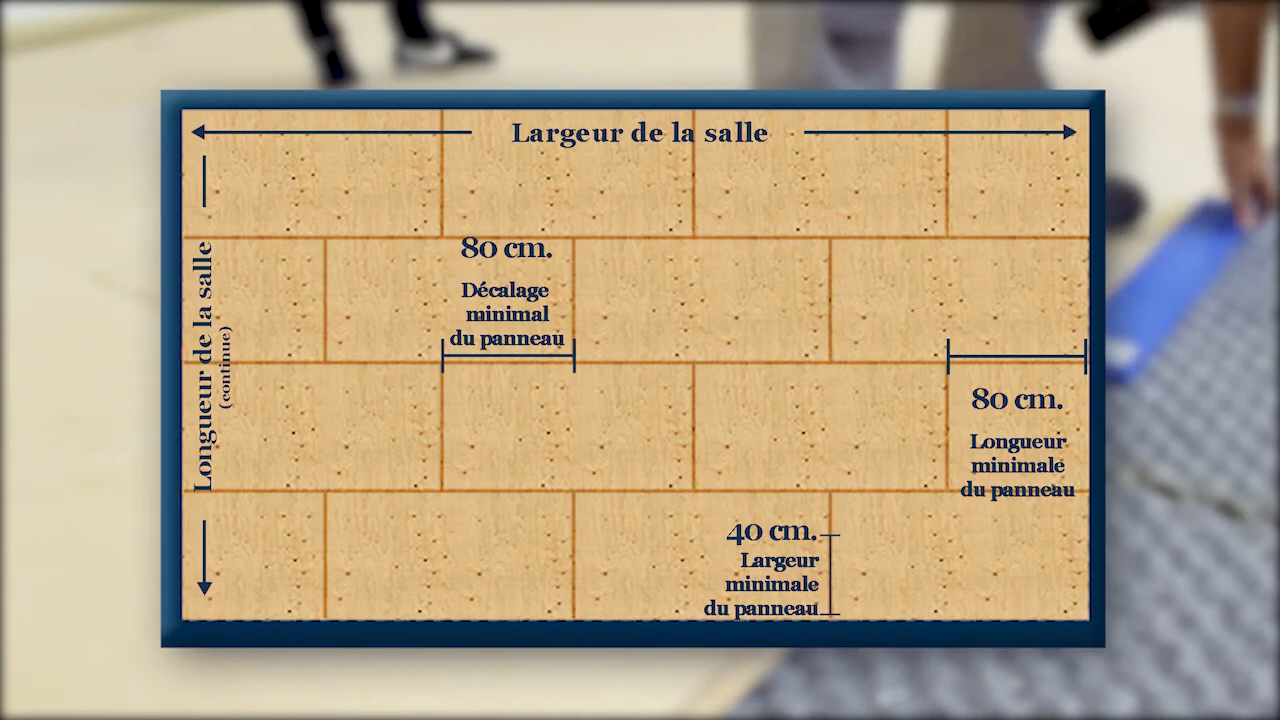 Largeur de la salle
Longueur de la salle
(continue)
80 cm.
Décalage
minimal
du panneau
80 cm.
Longueur
minimale
du panneau
40 cm.
Largeur
minimale
du panneau